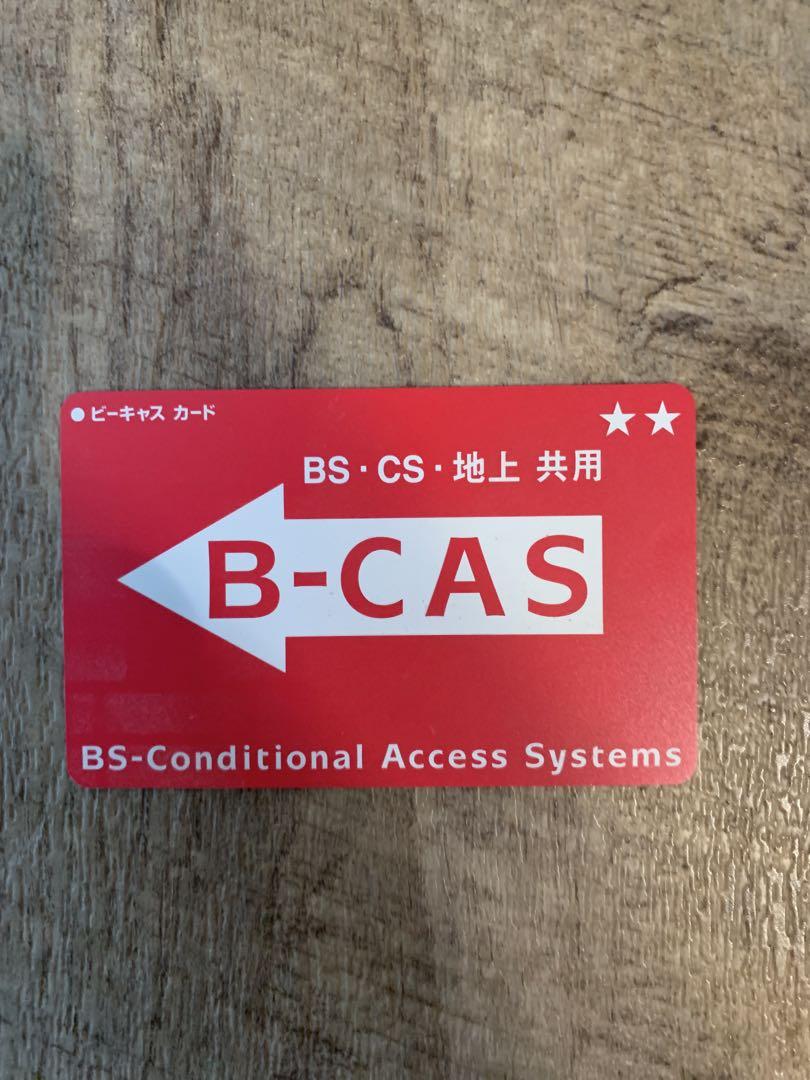 ●ビーキャス カード
★★
BS・CS・地上 共用
B-CAS
BS-Conditional Access Systems